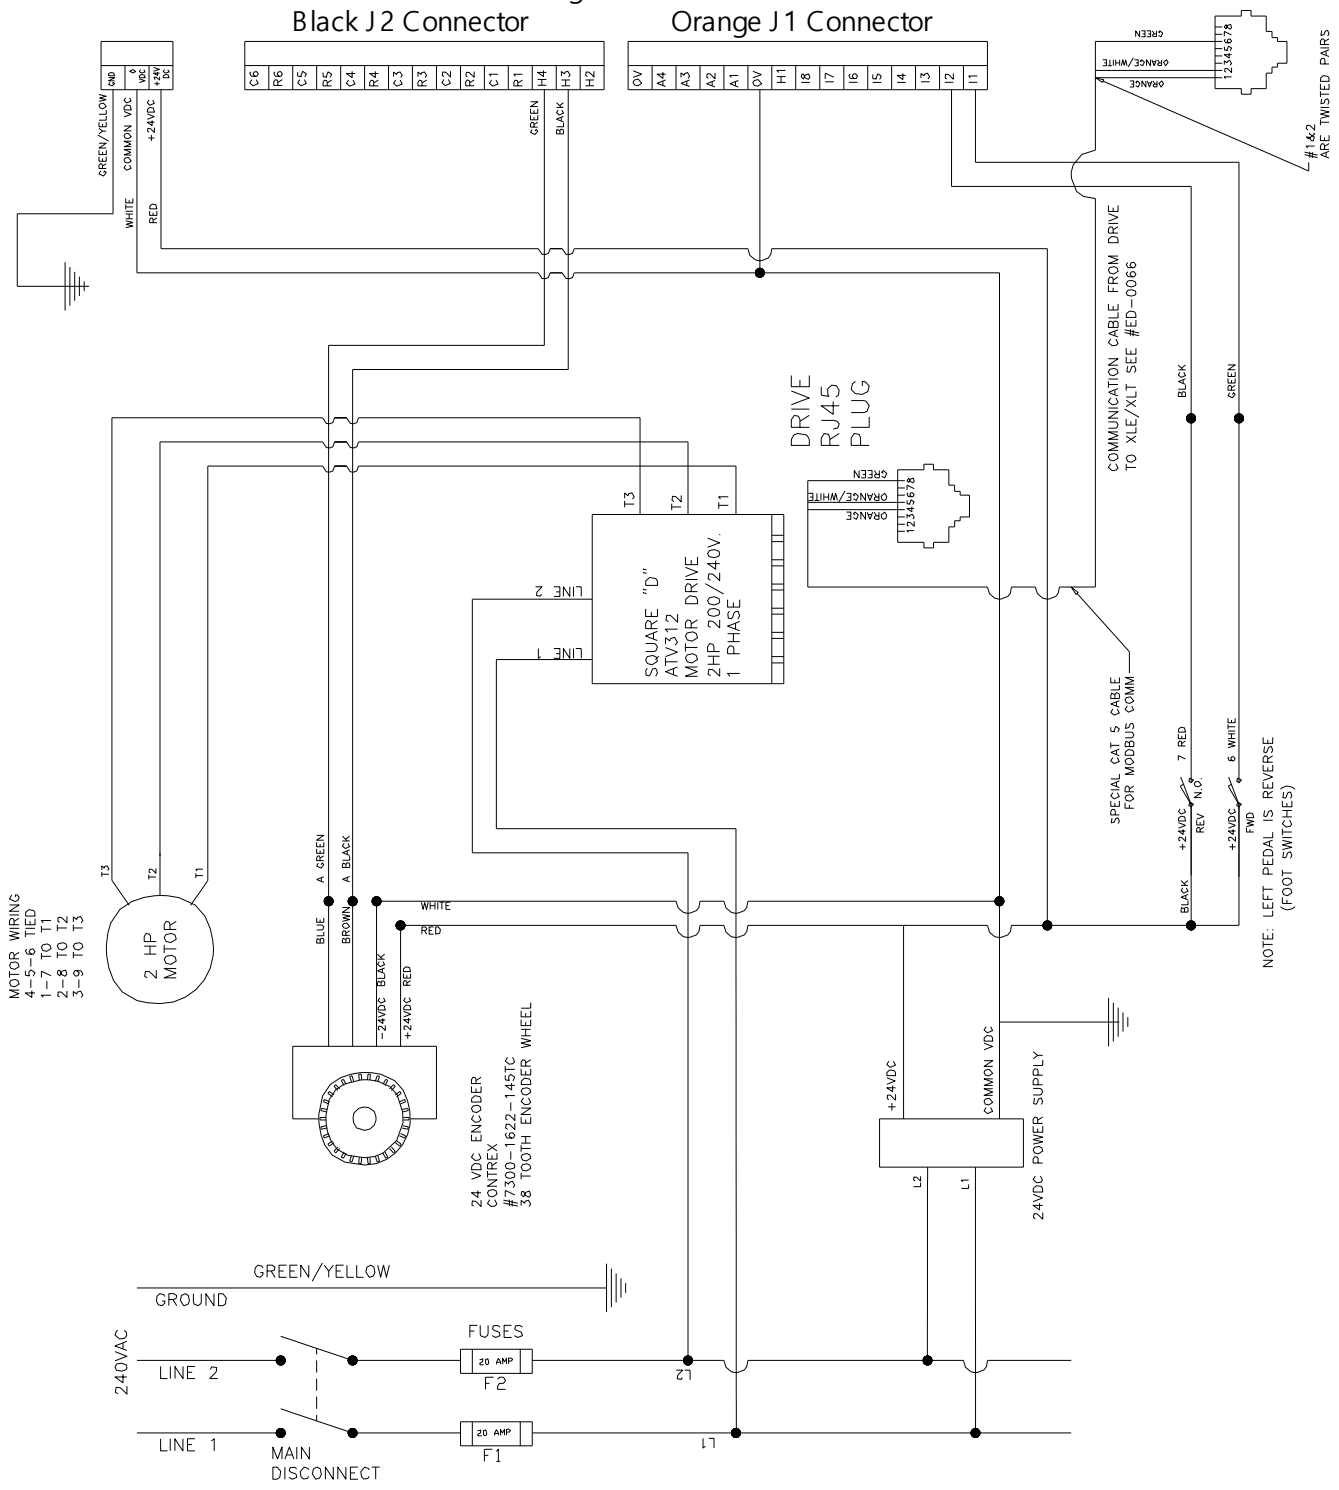 Black J2 Connector
Orange J1 Connector
GND
0 VDC
+24V DC
C6 R6 C5 R5 C4 R4 C3 R3 C2 R2 C1 R1 H4 H3 H2
0V A4 A3 A2 A1 0V H1 I8 I7 I6 I5 I4 I3 I2 I1
GREEN
ORANGE/WHITE
ORANGE
12345678
#1&2
ARE TWISTED PAIRS
GREEN/YELLOW
COMMON VDC
+24VDC
WHITE
RED
GREEN
BLACK
COMMUNICATION CABLE FROM DRIVE
TO XLE/XLT SEE #ED-0066
BLACK
GREEN
DRIVE
RJ45
PLUG
GREEN
ORANGE/WHITE
ORANGE
12345678
T3
T2
T1
LINE 2
LINE 1
SQUARE "D"
ATV312
MOTOR DRIVE
2HP 200/240V.
1 PHASE
SPECIAL CAT 5 CABLE
FOR MODBUS COMM
7 RED
6 WHITE
N.O.
+24VDC
REV
+24VDC
FWD
BLACK
NOTE: LEFT PEDAL IS REVERSE
(FOOT SWITCHES)
T3
T2
T1
A GREEN
A BLACK
MOTOR WIRING
4-5-6 TIED
1-7 TO T1
2-8 TO T2
3-9 TO T3
2 HP
MOTOR
BLUE
BROWN
WHITE
RED
-24VDC BLACK
+24VDC RED
24 VDC ENCODER
CONTREX
#7300-1622-145TC
38 TOOTH ENCODER WHEEL
+24VDC
COMMON VDC
24VDC POWER SUPPLY
L2
L1
GREEN/YELLOW
GROUND
240VAC
FUSES
LINE 2
20 AMP
F2
L2
LINE 1
20 AMP
F1
L1
MAIN
DISCONNECT